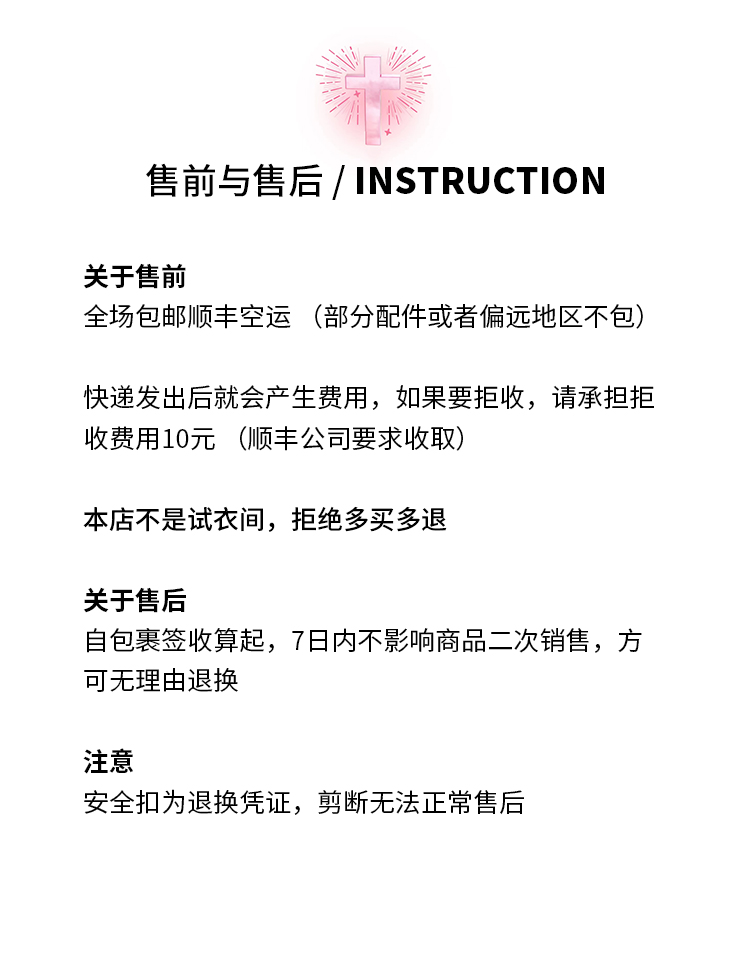 售前与售后 / INSTRUCTION
关于售前
全场包邮顺丰空运 （部分配件或者偏远地区不包）
快递发出后就会产生费用，如果要拒收，请承担拒
收费用10元 （顺丰公司要求收取）
本店不是试衣间，拒绝多买多退
关于售后
自包裹签收算起，7日内不影响商品二次销售，方
可无理由退换
注意
安全扣为退换凭证，剪断无法正常售后